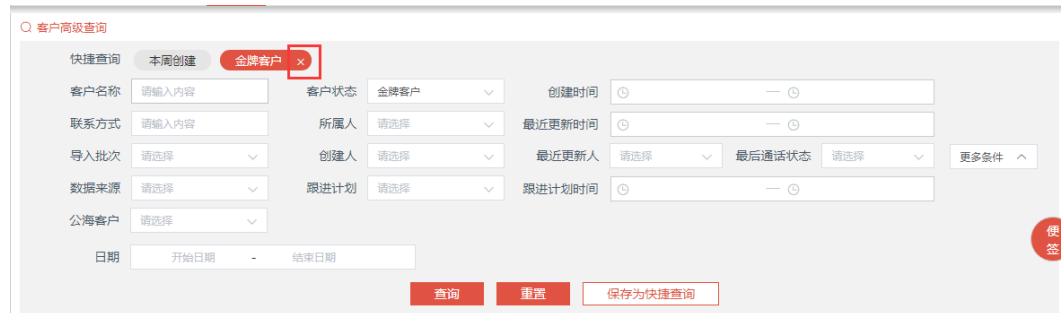 客户高级查询
快捷查询 本周创建 金牌客户 ×
客户名称 请输入内容 客户状态 金牌客户 创建时间 —
联系方式 请输入内容 所属人 请选择 最近更新时间 —
导入批次 请选择 创建人 请选择 最近更新人 请选择 最后通话状态 请选择 更多条件
数据来源 请选择 跟进计划 请选择 跟进计划时间 —
公海客户 请选择
便签
日期 开始日期 - 结束日期
查询 重置 保存为快捷查询